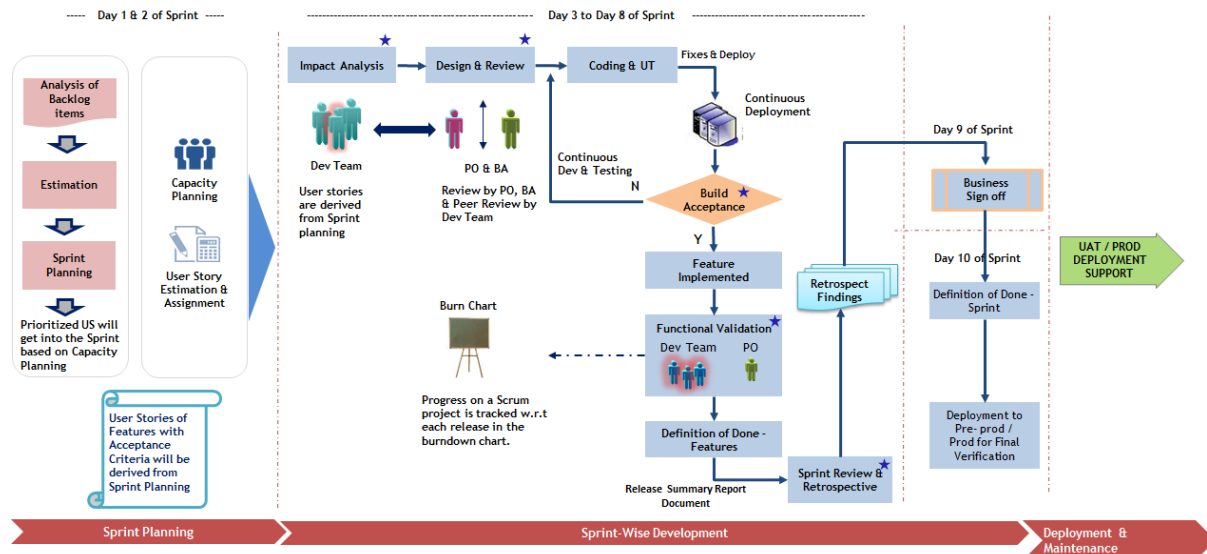 Day 1 & 2 of Sprint
Day 3 to Day 8 of Sprint
Analysis of
Backlog
items
Estimation
Sprint
Planning
Prioritized US will
get into the Sprint
based on Capacity
Planning
Capacity
Planning
User Story
Estimation &
Assignment
User Stories of
Features with
Acceptance
Criteria will be
derived from
Sprint Planning
Impact Analysis
Design & Review
Coding & UT
Fixes & Deploy
Continuous
Deployment
Dev Team
PO & BA
User stories
are derived
from Sprint
planning
Review by PO, BA
& Peer Review by
Dev Team
Continuous
Dev & Testing
N
Build
Acceptance
Y
Feature
Implemented
Functional Validation
Dev Team
PO
Burn Chart
Progress on a Scrum
project is tracked w.r.t
each release in the
burndown chart.
Definition of Done -
Features
Release Summary Report
Document
Sprint Review &
Retrospective
Retrospect
Findings
Day 9 of Sprint
Business
Sign off
Day 10 of Sprint
Definition of Done -
Sprint
Deployment to
Pre- prod /
Prod for Final
Verification
UAT / PROD
DEPLOYMENT
SUPPORT
Sprint Planning
Sprint-Wise Development
Deployment &
Maintenance